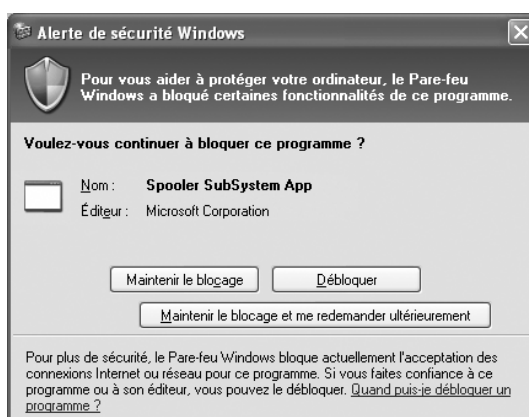 Alerte de sécurité Windows
Pour vous aider à protéger votre ordinateur, le Pare-feu
Windows a bloqué certaines fonctionnalités de ce programme.
Voulez-vous continuer à bloquer ce programme ?
Nom : Spooler SubSystem App
Éditeur : Microsoft Corporation
Maintenir le blocage Débloquer
Maintenir le blocage et me redemander ultérieurement
Pour plus de sécurité, le Pare-feu Windows bloque actuellement l'acceptation des
connexions Internet ou réseau pour ce programme. Si vous faites confiance à ce
programme ou à son éditeur, vous pouvez le débloquer. Quand puis-je débloquer un
programme ?